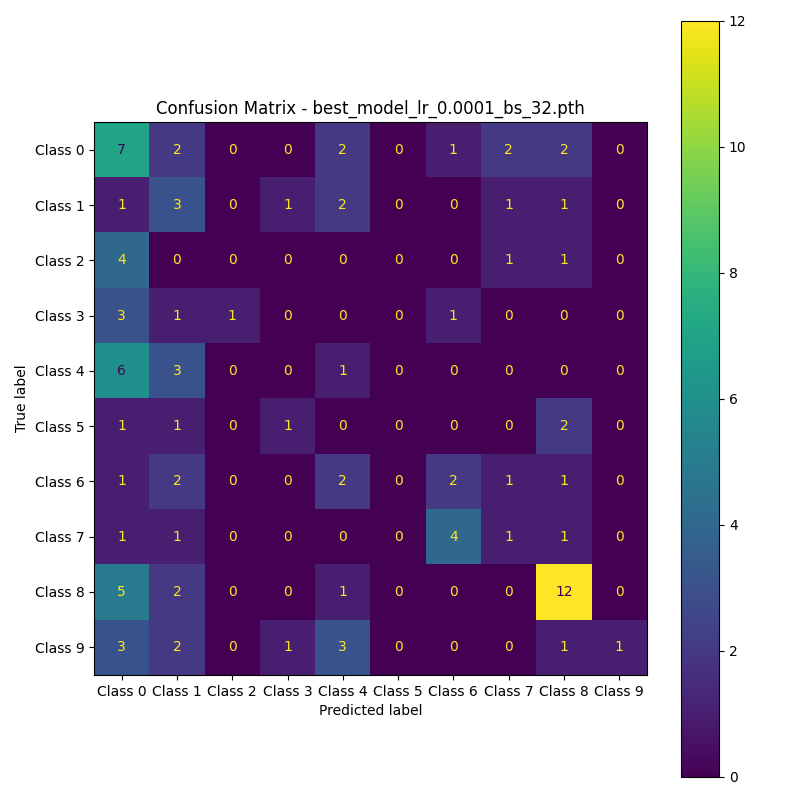 Confusion Matrix - best_model_lr_0.0001_bs_32.pth
Class 0 7 2 0 0 2 0 1 2 2 0
Class 1 1 3 0 1 2 0 0 1 1 0
Class 2 4 0 0 0 0 0 0 1 1 0
Class 3 3 1 1 0 0 0 1 0 0 0
Class 4 6 3 0 0 1 0 0 0 0 0
Class 5 1 1 0 1 0 0 0 0 2 0
Class 6 1 2 0 0 2 0 2 1 1 0
Class 7 1 1 0 0 0 0 4 1 1 0
Class 8 5 2 0 0 1 0 0 0 12 0
Class 9 3 2 0 1 3 0 0 0 1 1
Class 0 Class 1 Class 2 Class 3 Class 4 Class 5 Class 6 Class 7 Class 8 Class 9
Predicted label
True label
12
10
8
6
4
2
0